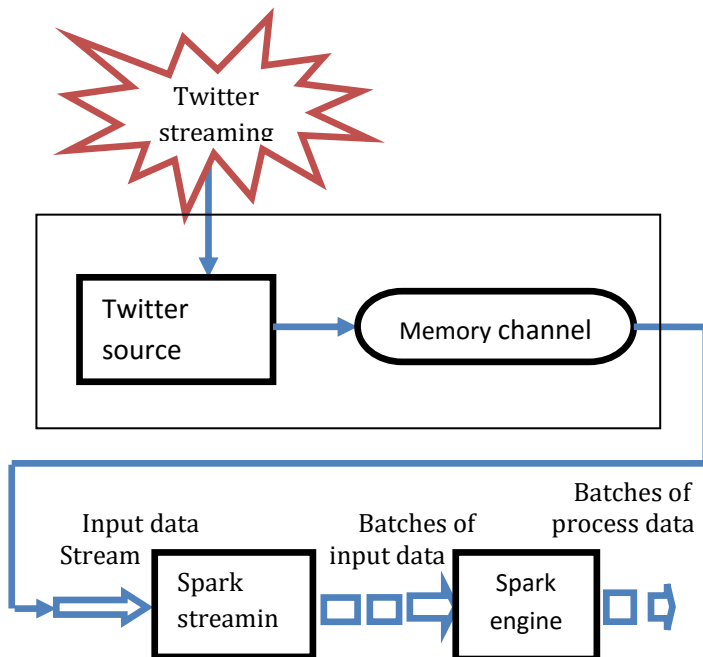 Twitter
streaming
Twitter
source
Memory channel
Batches of
process data
Input data
Stream
Batches of
input data
Spark
streamin
Spark
engine